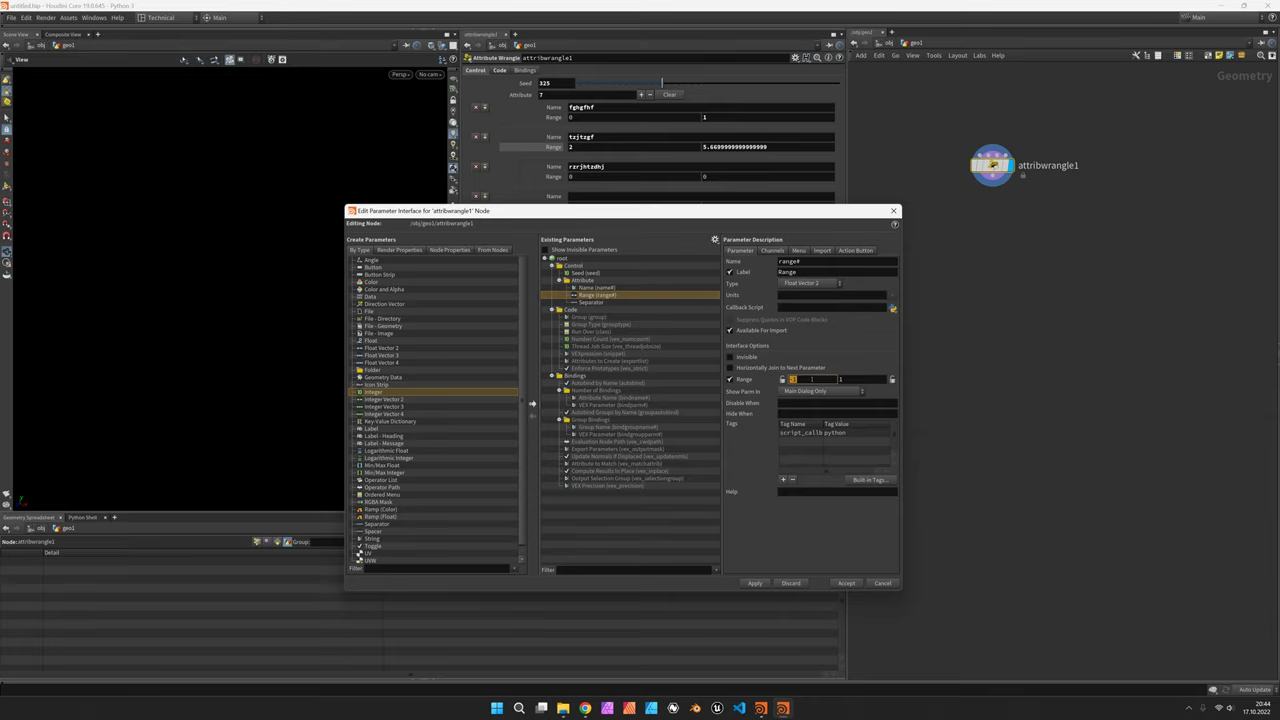 untitled.hip - Houdini Core 19.0.645 - Python 3
File Edit Render Assets Windows Help Technical Main Main
Scene View Composite View
obj geo1
View
Persp No cam
attribwrangle1
obj geo1
Attribute Wrangle attribwrangle1
Control Code Bindings
Seed 325
Attribute 7 Clear
Name fghgfhf
Range 0 1
Name tzjtzgf
Range 2 5.6699999999999999
Name rzrjhtzdhj
Range 0 0
Name
/obj/geo1
obj geo1
Add Edit Go View Tools Layout Labs Help
Geometry
attribwrangle1
Edit Parameter Interface for 'attribwrangle1' Node
Editing Node: /obj/geo1/attribwrangle1
Create Parameters
By Type Render Properties Node Properties From Nodes
Angle
Button
Button Strip
Color
Color and Alpha
Data
Direction Vector
File
File - Directory
File - Geometry
File - Image
Float
Float Vector 2
Float Vector 3
Float Vector 4
Folder
Geometry Data
Icon Strip
Integer
Integer Vector 2
Integer Vector 3
Integer Vector 4
Key-Value Dictionary
Label
Label - Heading
Label - Message
Logarithmic Float
Logarithmic Integer
Min/Max Float
Min/Max Integer
Operator List
Operator Path
Ordered Menu
RGBA Mask
Ramp (Color)
Ramp (Float)
Separator
Spacer
String
Toggle
UV
UVW
Filter
Existing Parameters
Show Invisible Parameters
root
Control
Seed (seed)
Attribute
Name (name#)
Range (range#)
Separator
Code
Group (group)
Group Type (grouptype)
Run Over (class)
Number Count (vex_numcount)
Thread Job Size (vex_threadjobsize)
VEXpression (snippet)
Attributes to Create (exportlist)
Enforce Prototypes (vex_strict)
Bindings
Autobind by Name (autobind)
Number of Bindings
Attribute Name (bindname#)
VEX Parameter (bindparm#)
Autobind Groups by Name (groupautobind)
Group Bindings
Group Name (bindgroupname#)
VEX Parameter (bindgroupparm#)
Evaluation Node Path (vex_cwdpath)
Export Parameters (vex_outputmask)
Update Normals If Displaced (vex_updatenmls)
Attribute to Match (vex_matchattrib)
Compute Results In Place (vex_inplace)
Output Selection Group (vex_selectiongroup)
VEX Precision (vex_precision)
Filter
Parameter Description
Parameter Channels Menu Import Action Button
Name range#
Label Range
Type Float Vector 2
Units
Callback Script
Suppress Quotes in VOP Code Blocks
Available For Import
Interface Options
Invisible
Horizontally Join to Next Parameter
Range 1
Show Parm In Main Dialog Only
Disable When
Hide When
Tags Tag Name Tag Value
script_callb python
Built-in Tags...
Help
Apply Discard Accept Cancel
Geometry Spreadsheet Python Shell
obj geo1
Node: attribwrangle1 Group:
Detail
Auto Update
20:44
17.10.2022